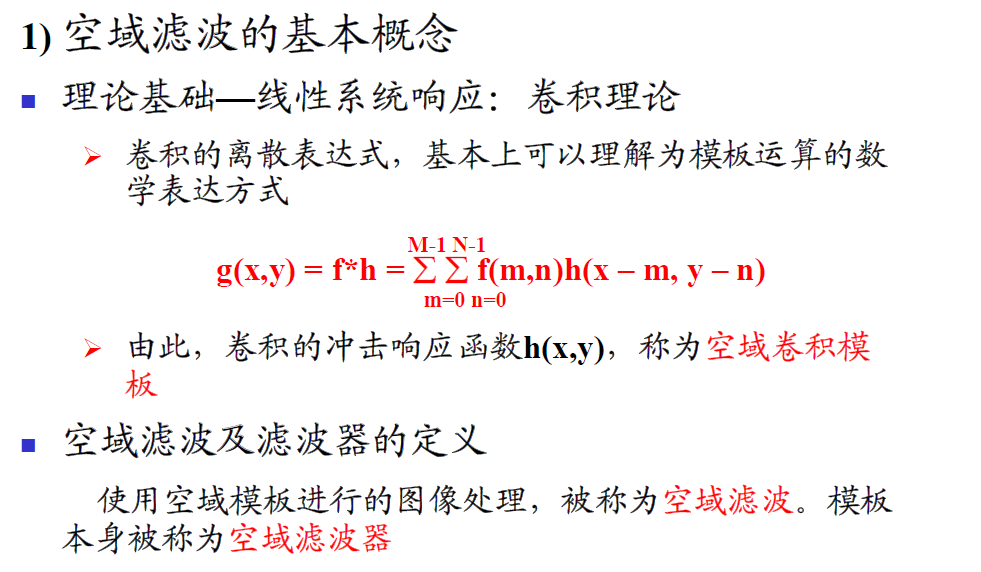 1) 空域滤波的基本概念
■ 理论基础—线性系统响应：卷积理论
➢ 卷积的离散表达式，基本上可以理解为模板运算的数
学表达方式
M-1 N-1
g(x,y) = f*h = Σ Σ f(m,n)h(x – m, y – n)
m=0 n=0
➢ 由此，卷积的冲击响应函数h(x,y)，称为空域卷积模
板
■ 空域滤波及滤波器的定义
使用空域模板进行的图像处理，被称为空域滤波。模板
本身被称为空域滤波器